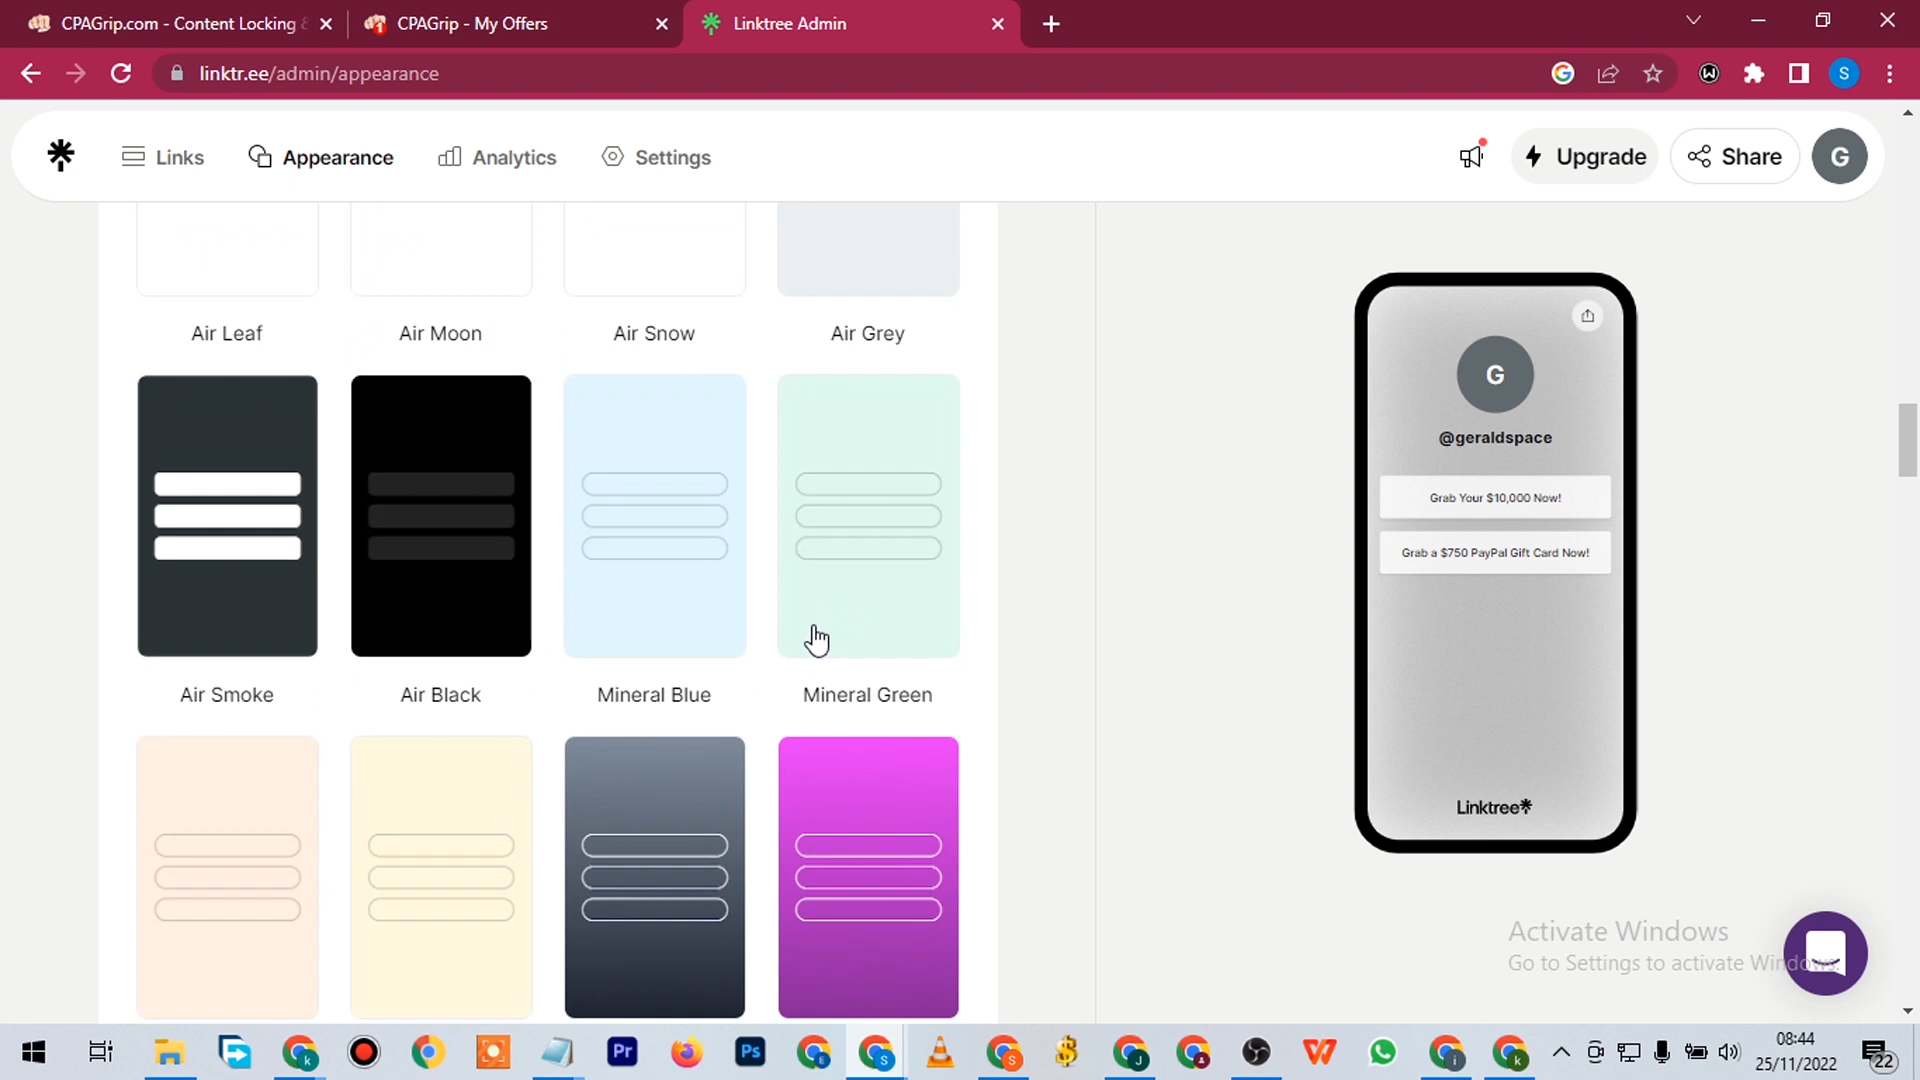 CPAGrip.com - Content Locking
CPAGrip - My Offers
Linktree Admin
linktr.ee/admin/appearance
Links
Appearance
Analytics
Settings
Upgrade
Share
G
Air Leaf
Air Moon
Air Snow
Air Grey
Air Smoke
Air Black
Mineral Blue
Mineral Green
G
@geraldspace
Grab Your $10,000 Now!
Grab a $750 PayPal Gift Card Now!
Linktree
Activate Windows
Go to Settings to activate Windows.
08:44
25/11/2022
22